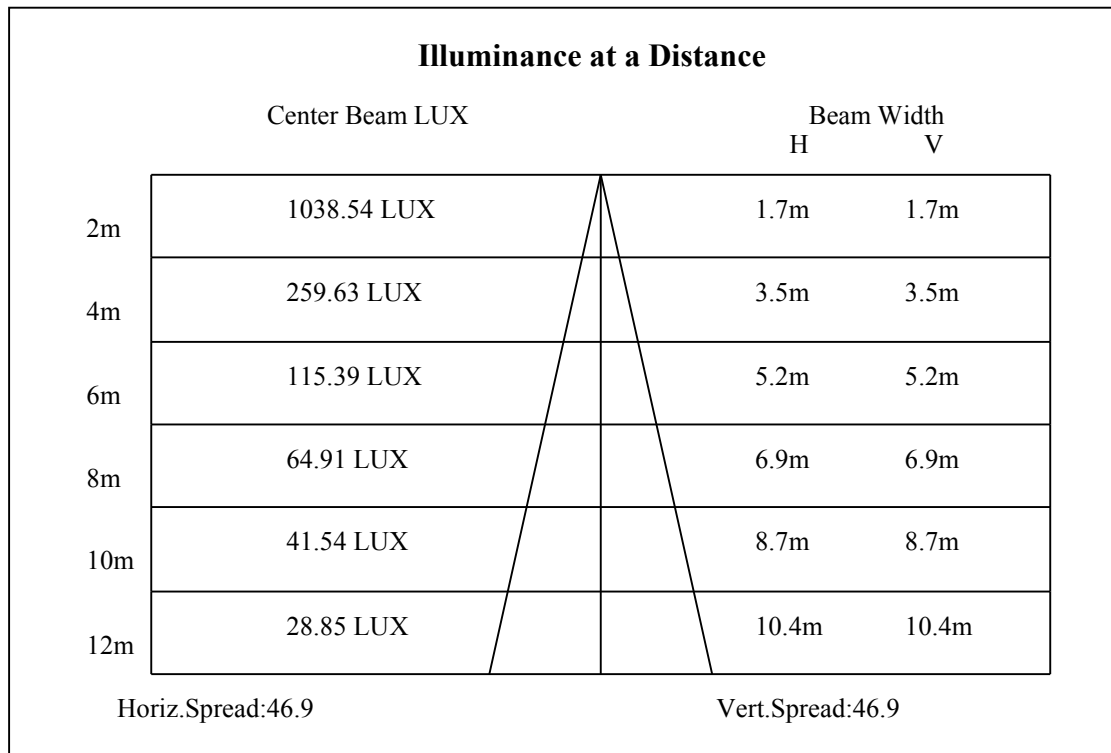 Illuminance at a Distance
Center Beam LUX Beam Width
H V
2m 1038.54 LUX 1.7m 1.7m
4m 259.63 LUX 3.5m 3.5m
6m 115.39 LUX 5.2m 5.2m
8m 64.91 LUX 6.9m 6.9m
10m 41.54 LUX 8.7m 8.7m
12m 28.85 LUX 10.4m 10.4m
Horiz.Spread:46.9 Vert.Spread:46.9